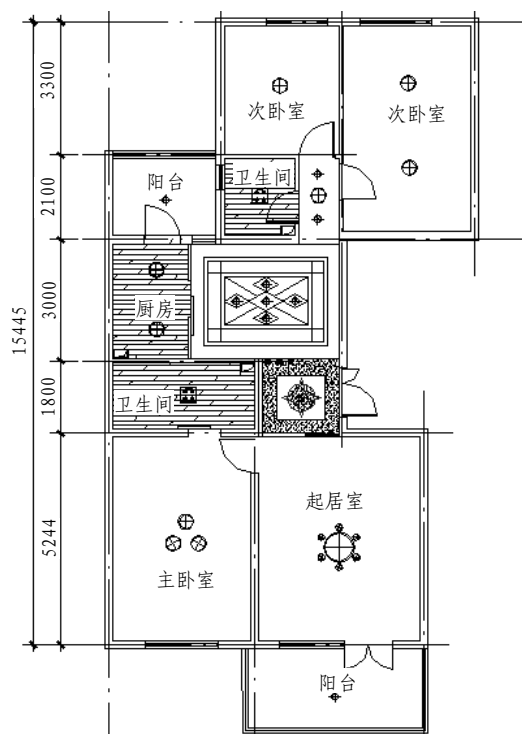 3300
次卧室
次卧室
2100
阳台
卫生间
15445
3000
厨房
1800
卫生间
5244
起居室
主卧室
阳台